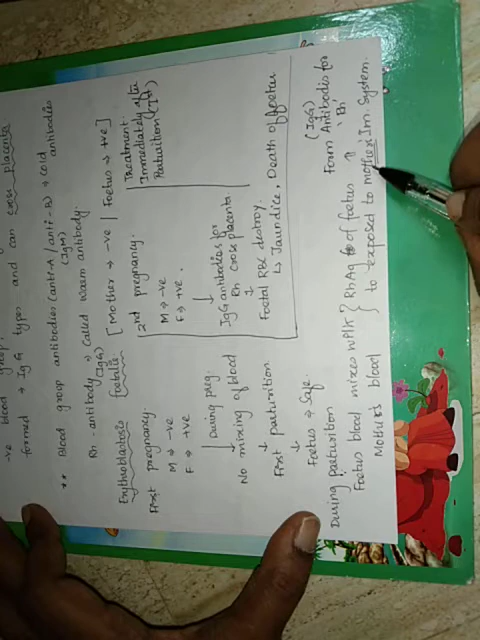 -ve blood group.
formed → IgG types and can cross placenta
** Blood group antibodies (anti-A/anti-B) ⇒ cold antibodies
(IgM)
Rh-antibody ⇒ Called warm antibody.
(IgG)
Erythroblastosis foetalis [Mother → -ve | Foetus → +ve]
First pregnancy.
M ⇒ -ve
F ⇒ +ve
↓ During preg.
No mixing of blood
↓
First parturition
↓
Foetus ⇒ Safe.
2nd pregnancy.
M ⇒ -ve
F ⇒ +ve.
↓
IgG antibodies for
Rh cross placenta
↓
Foetal RBC destroy.
↳ Jaundice, Death of foetus
Treatment
Immediately after
Parturition (Ist)
During parturition
Foetus blood mixes with } Rh Ag of foetus ⇒ Form Antibodies for
Mother's blood to exposed to mother's Im. System.
(IgG)
'Rh'